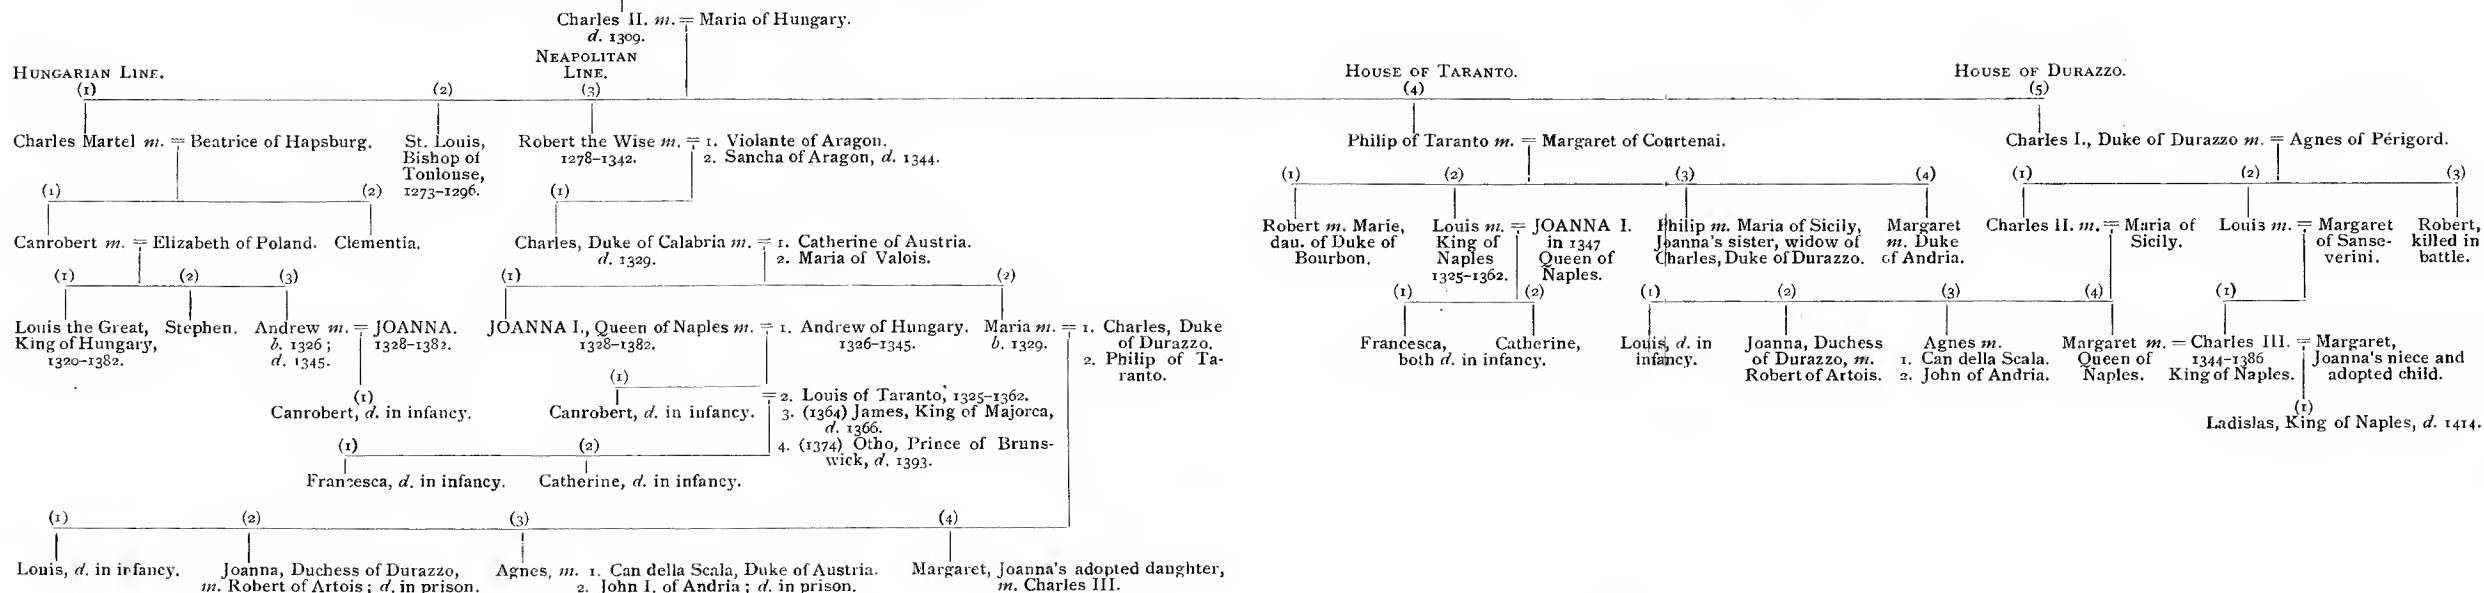 Charles II. m. = Maria of Hungary.
d. 1309.
HUNGARIAN LINE.
NEAPOLITAN
LINE.
HOUSE OF TARANTO.
HOUSE OF DURAZZO.
(1) (2) (3) (4) (5)
Charles Martel m. = Beatrice of Hapsburg.
St. Louis,
Bishop of
Toulouse,
1273-1296.
Robert the Wise m. = 1. Violante of Aragon.
1278-1342. 2. Sancha of Aragon, d. 1344.
Philip of Taranto m. = Margaret of Courtenai.
Charles I., Duke of Durazzo m. = Agnes of Périgord.
(1) (2) (1) (1) (2) (3) (4) (1) (2) (3)
Canrobert m. = Elizabeth of Poland. Clementia.
Charles, Duke of Calabria m. = 1. Catherine of Austria.
d. 1329. 2. Maria of Valois.
Robert m. Marie,
dau. of Duke of
Bourbon.
Louis m. = JOANNA I.
King of in 1347
Naples Queen of
1325-1362. Naples.
Philip m. Maria of Sicily,
Joanna's sister, widow of
Charles, Duke of Durazzo.
Margaret
m. Duke
of Andria.
Charles II. m. = Maria of
Sicily.
Louis m. = Margaret
of Sanse-
verini.
Robert,
killed in
battle.
(1) (2) (3) (1) (2) (1) (2) (1) (2) (3) (4) (1)
Louis the Great,
King of Hungary,
1320-1382.
Stephen.
Andrew m. = JOANNA.
b. 1326; 1328-1382.
d. 1345.
JOANNA I., Queen of Naples m. = 1. Andrew of Hungary.
1328-1382. 1326-1345.
Maria m. = 1. Charles, Duke
b. 1329. of Durazzo.
2. Philip of Ta-
ranto.
Francesca, Catherine,
both d. in infancy.
Louis, d. in
infancy.
Joanna, Duchess
of Durazzo, m.
Robert of Artois.
Agnes m.
1. Can della Scala.
2. John of Andria.
Margaret m. = Charles III. = Margaret,
Queen of 1344-1386 Joanna's niece and
Naples. King of Naples. adopted child.
(1)
Canrobert, d. in infancy.
(1)
Canrobert, d. in infancy.
= 2. Louis of Taranto, 1325-1362.
3. (1364) James, King of Majorca,
d. 1366.
4. (1374) Otho, Prince of Bruns-
wick, d. 1393.
(1)
Ladislas, King of Naples, d. 1414.
(1) (2)
Francesca, d. in infancy. Catherine, d. in infancy.
(1) (2) (3) (4)
Louis, d. in infancy.
Joanna, Duchess of Durazzo,
m. Robert of Artois; d. in prison.
Agnes, m. 1. Can della Scala, Duke of Austria.
2. John I. of Andria; d. in prison.
Margaret, Joanna's adopted daughter,
m. Charles III.